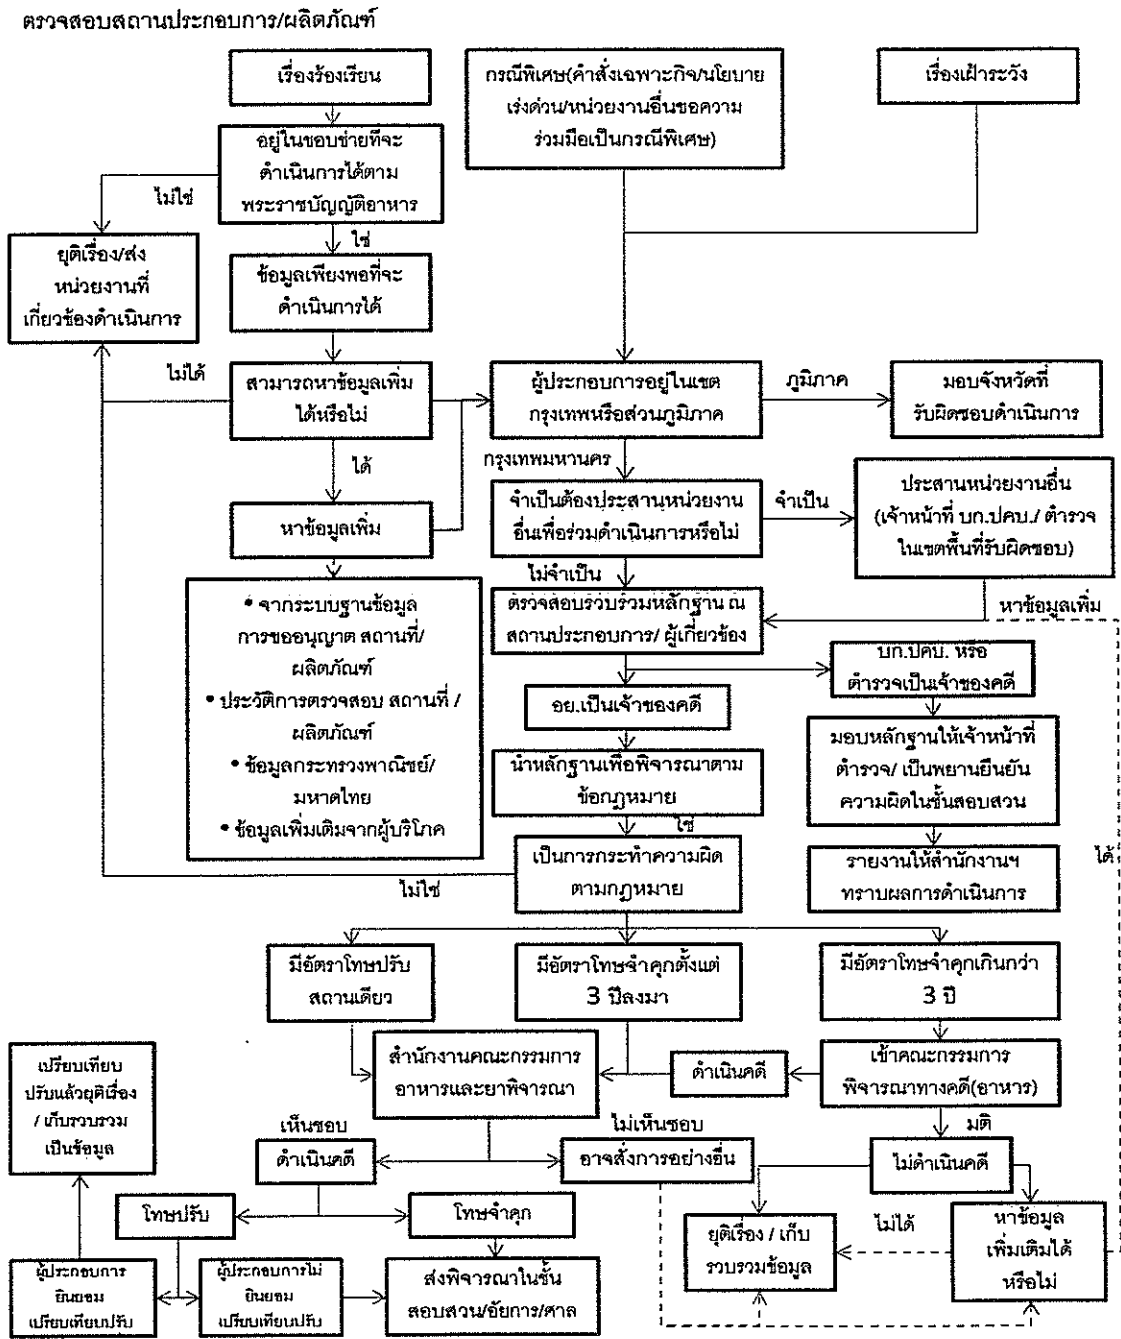 ตรวจสอบสถานประกอบการ/ผลิตภัณฑ์
เรื่องร้องเรียน
กรณีพิเศษ(คำสั่งเฉพาะกิจ/นโยบาย
เร่งด่วน/หน่วยงานอื่นขอความ
ร่วมมือเป็นกรณีพิเศษ)
เรื่องเฝ้าระวัง
อยู่ในขอบข่ายที่จะ
ดำเนินการได้ตาม
พระราชบัญญัติอาหาร
ไม่ใช่
ใช่
ยุติเรื่อง/ส่ง
หน่วยงานที่
เกี่ยวข้องดำเนินการ
ข้อมูลเพียงพอที่จะ
ดำเนินการได้
ไม่ได้
สามารถหาข้อมูลเพิ่ม
ได้หรือไม่
ผู้ประกอบการอยู่ในเขต
กรุงเทพหรือส่วนภูมิภาค
ภูมิภาค
มอบจังหวัดที่
รับผิดชอบดำเนินการ
ได้
กรุงเทพมหานคร
หาข้อมูลเพิ่ม
จำเป็นต้องประสานหน่วยงาน
อื่นเพื่อร่วมดำเนินการหรือไม่
จำเป็น
ประสานหน่วยงานอื่น
(เจ้าหน้าที่ บก.ปคบ./ ตำรวจ
ในเขตพื้นที่รับผิดชอบ)
ไม่จำเป็น
หาข้อมูลเพิ่ม
• จากระบบฐานข้อมูล
การขออนุญาต สถานที่/
ผลิตภัณฑ์
• ประวัติการตรวจสอบ สถานที่ /
ผลิตภัณฑ์
• ข้อมูลกระทรวงพาณิชย์/
มหาดไทย
• ข้อมูลเพิ่มเติมจากผู้บริโภค
ตรวจสอบรวบรวมหลักฐาน ณ
สถานประกอบการ/ ผู้เกี่ยวข้อง
บก.ปคบ. หรือ
ตำรวจเป็นเจ้าของคดี
อย.เป็นเจ้าของคดี
มอบหลักฐานให้เจ้าหน้าที่
ตำรวจ/ เป็นพยานยืนยัน
ความผิดในชั้นสอบสวน
นำหลักฐานเพื่อพิจารณาตาม
ข้อกฎหมาย
ใช่
เป็นการกระทำความผิด
ตามกฎหมาย
ไม่ใช่
รายงานให้สำนักงานฯ
ทราบผลการดำเนินการ
ได้
มีอัตราโทษปรับ
สถานเดียว
มีอัตราโทษจำคุกตั้งแต่
3 ปีลงมา
มีอัตราโทษจำคุกเกินกว่า
3 ปี
สำนักงานคณะกรรมการ
อาหารและยาพิจารณา
ดำเนินคดี
เข้าคณะกรรมการ
พิจารณาทางคดี(อาหาร)
เปรียบเทียบ
ปรับแล้วยุติเรื่อง
/ เก็บรวบรวม
เป็นข้อมูล
เห็นชอบ
ไม่เห็นชอบ
มติ
ดำเนินคดี
อาจสั่งการอย่างอื่น
ไม่ดำเนินคดี
โทษปรับ
โทษจำคุก
ยุติเรื่อง / เก็บ
รวบรวมข้อมูล
ไม่ได้
หาข้อมูล
เพิ่มเติมได้
หรือไม่
ผู้ประกอบการ
ยินยอม
เปรียบเทียบปรับ
ผู้ประกอบการไม่
ยินยอม
เปรียบเทียบปรับ
ส่งพิจารณาในชั้น
สอบสวน/อัยการ/ศาล